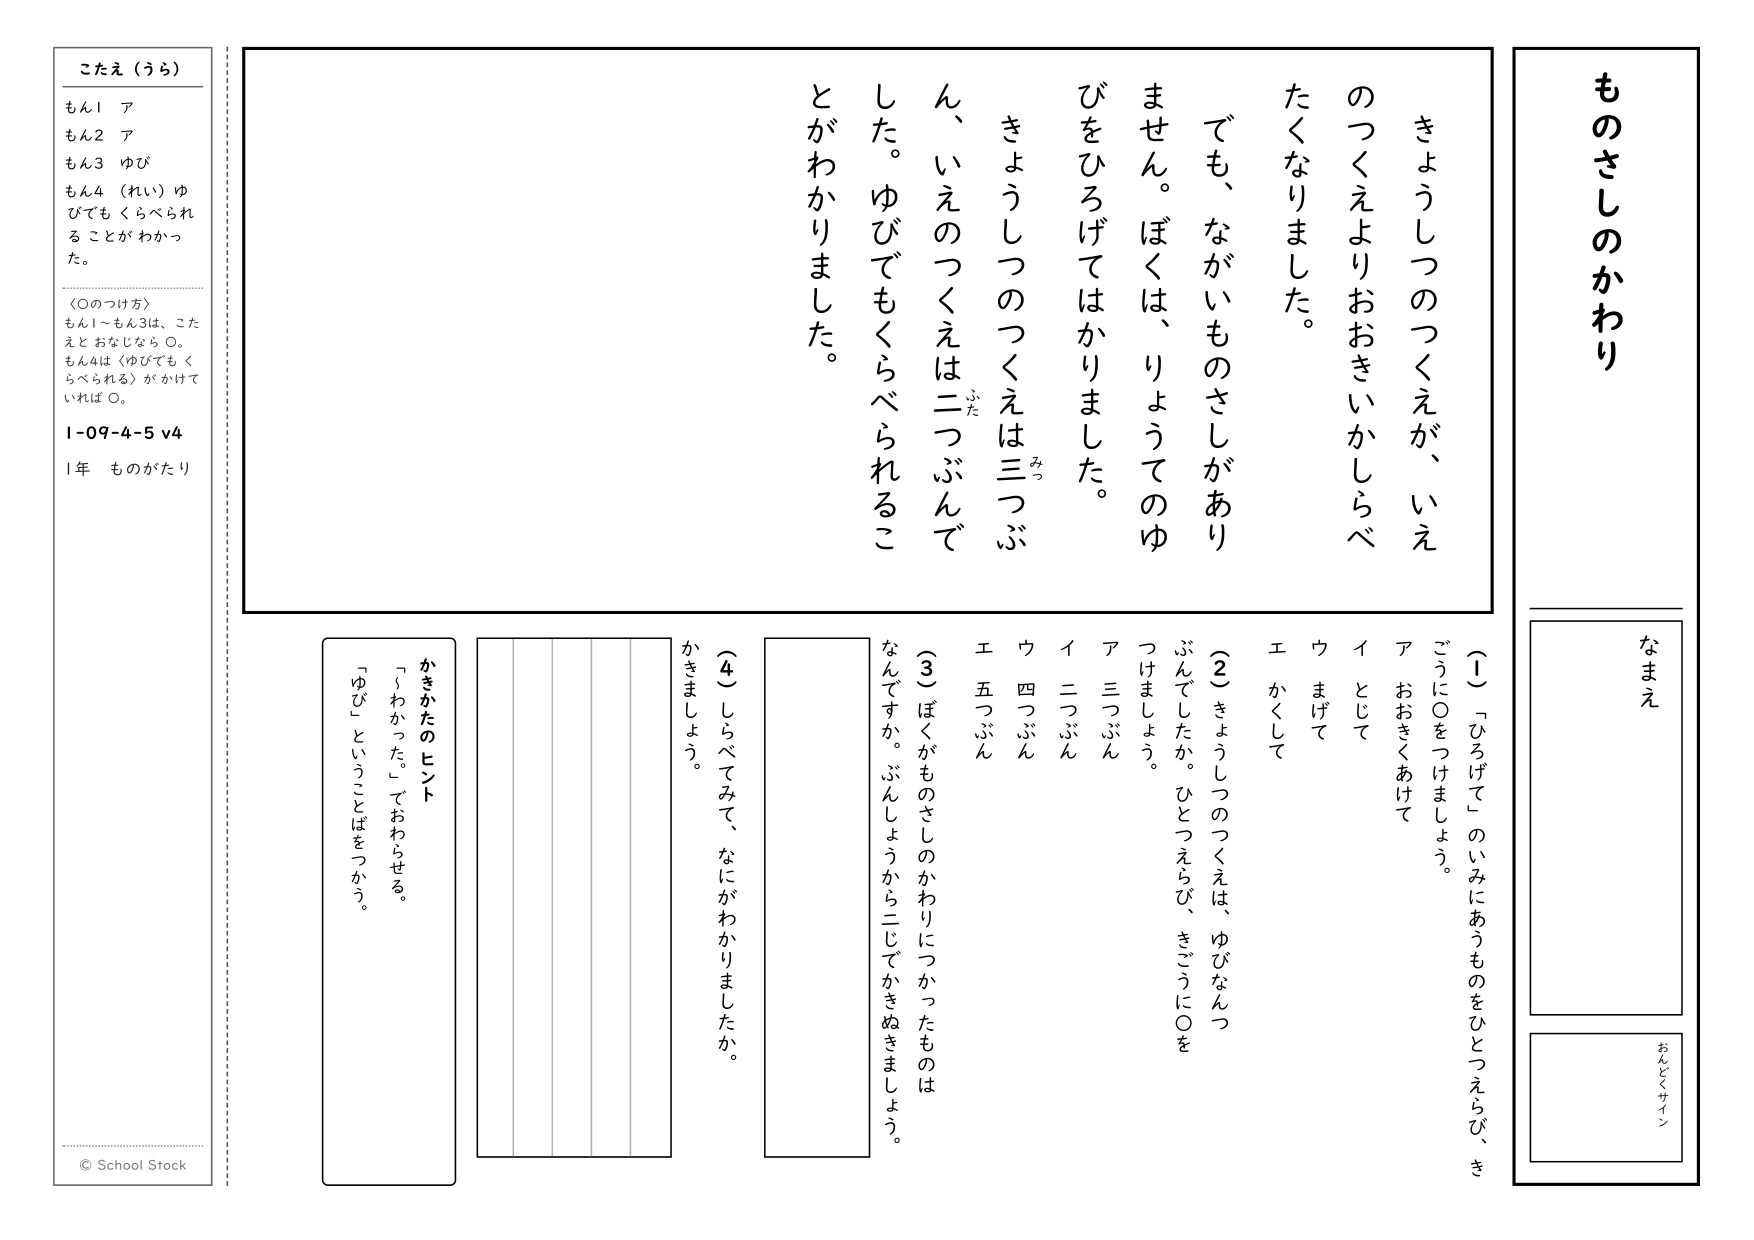 ものさしのかわり
なまえ
おんどくサイン
きょうしつのつくえが、いえ
のつくえよりおおきいかしらべ
たくなりました。
でも、ながいものさしがあり
ません。ぼくは、りょうてのゆ
びをひろげてはかりました。
きょうしつのつくえは三つぶ
みっ
ん、いえのつくえは二つぶんで
ふた
した。ゆびでもくらべられるこ
とがわかりました。
(1)「ひろげて」のいみにあうものをひとつえらび、き
ごうに〇をつけましょう。
ア おおきくあけて
イ とじて
ウ まげて
エ かくして
(2)きょうしつのつくえは、ゆびなんつ
ぶんでしたか。ひとつえらび、きごうに〇を
つけましょう。
ア 三つぶん
イ 二つぶん
ウ 四つぶん
エ 五つぶん
(3)ぼくがものさしのかわりにつかったものは
なんですか。ぶんしょうから二じでかきぬきましょう。
(4)しらべてみて、なにがわかりましたか。
かきましょう。
かきかたの ヒント
「〜わかった。」でおわらせる。
「ゆび」ということばをつかう。
こたえ（うら）
もん1 ア
もん2 ア
もん3 ゆび
もん4 （れい）ゆ
びでも くらべられ
る ことが わかっ
た。
〈〇のつけ方〉
もん1〜もん3は、こた
えと おなじなら 〇。
もん4は〈ゆびでも く
らべられる〉が かけて
いれば 〇。
1-09-4-5 v4
1年 ものがたり
© School Stock